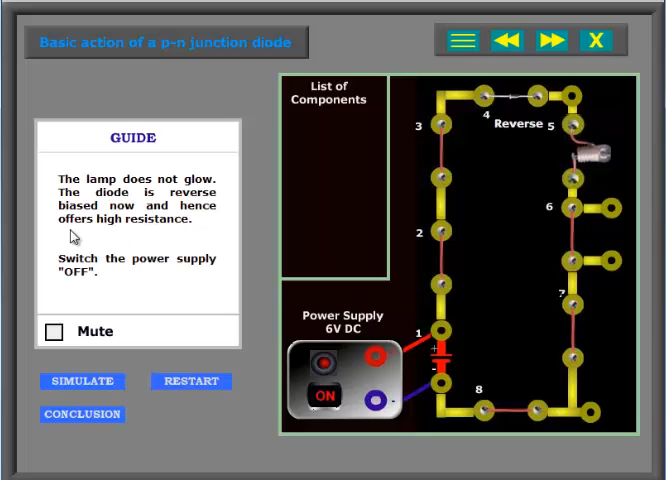 Basic action of a p-n junction diode
X
GUIDE
The lamp does not glow.
The diode is reverse
biased now and hence
offers high resistance.
Switch the power supply
"OFF".
Mute
SIMULATE
RESTART
CONCLUSION
List of
Components
3
4
Reverse
5
2
6
7
Power Supply
6V DC
1
+
-
ON
-
8